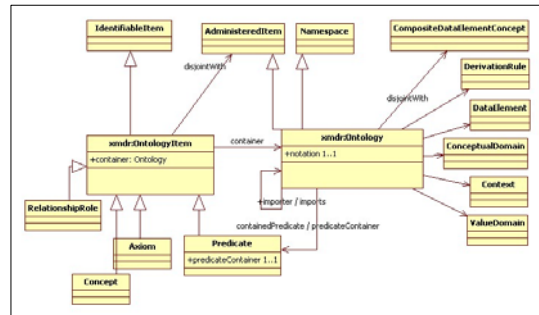 IdentifiableItem
AdministeredItem
Namespace
CompositeDataElementConcept
DerivationRule
disjointWith
disjointWith
DataElement
xmdr:OntologyItem
+container: Ontology
container
xmdr:Ontology
+notation 1..1
ConceptualDomain
Context
RelationshipRole
+importer / imports
containedPredicate / predicateContainer
ValueDomain
Axiom
Predicate
+predicateContainer 1..1
Concept